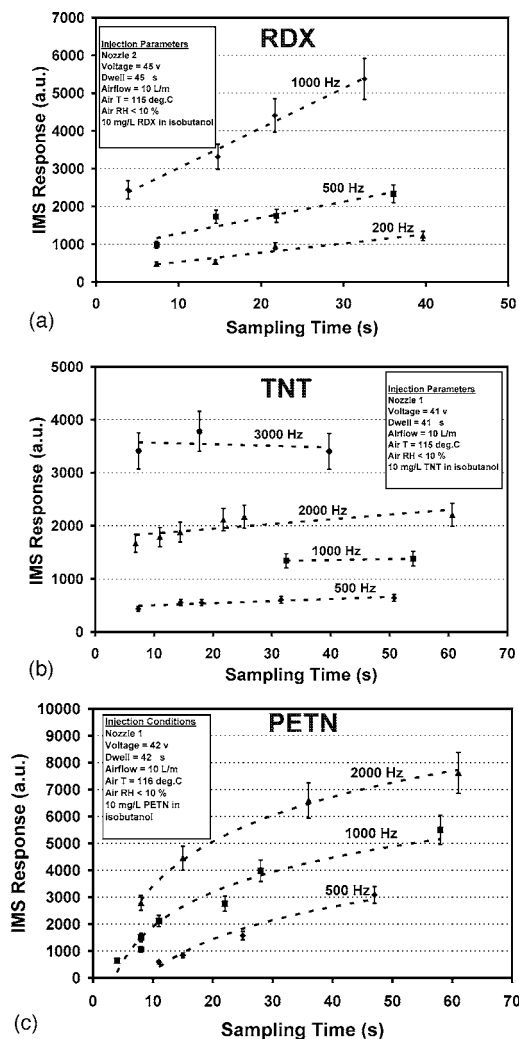 RDX
Injection Parameters
Nozzle 2
Voltage = 45 v
Dwell = 45 s
Airflow = 10 L/m
Air T = 115 deg.C
Air RH < 10 %
10 mg/L RDX in isobutanol
1000 Hz
500 Hz
200 Hz
7000
6000
5000
4000
3000
2000
1000
0
IMS Response (a.u.)
0 10 20 30 40 50
Sampling Time (s)
(a)
TNT
Injection Parameters
Nozzle 1
Voltage = 41 v
Dwell = 41 s
Airflow = 10 L/m
Air T = 115 deg.C
Air RH < 10 %
10 mg/L TNT in isobutanol
3000 Hz
2000 Hz
1000 Hz
500 Hz
5000
4000
3000
2000
1000
0
IMS Response (a.u.)
0 10 20 30 40 50 60 70
Sampling Time (s)
(b)
PETN
Injection Conditions
Nozzle 1
Voltage = 42 v
Dwell = 42 s
Airflow = 10 L/m
Air T = 116 deg.C
Air RH < 10 %
10 mg/L PETN in
isobutanol
2000 Hz
1000 Hz
500 Hz
10000
9000
8000
7000
6000
5000
4000
3000
2000
1000
0
IMS Response (a.u.)
0 10 20 30 40 50 60 70
Sampling Time (s)
(c)